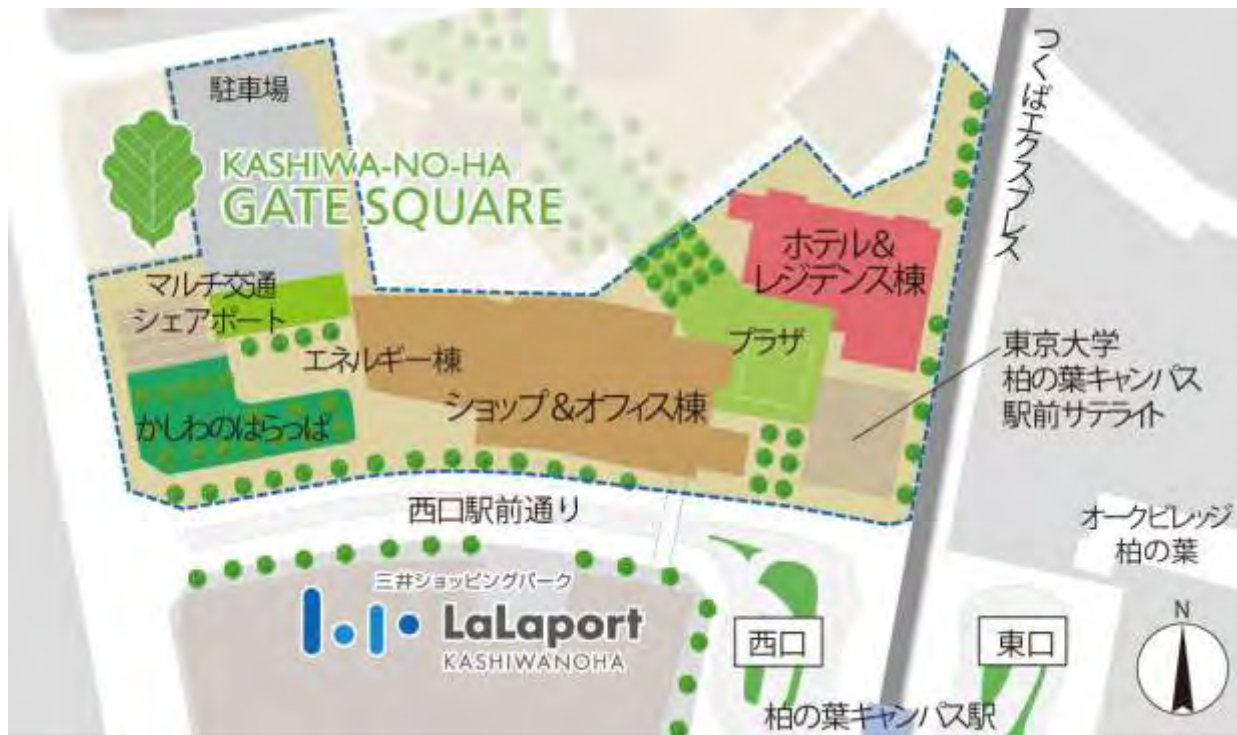 駐車場
KASHIWA-NO-HA
GATE SQUARE
つくばエクスプレス
ホテル&
レジデンス棟
マルチ交通
シェアポート
エネルギー棟
プラザ
ショップ&オフィス棟
かしわのはらっぱ
東京大学
柏の葉キャンパス
駅前サテライト
西口駅前通り
オークビレッジ
柏の葉
三井ショッピングパーク
LaLaport
KASHIWANOHA
西口
東口
N
柏の葉キャンパス駅